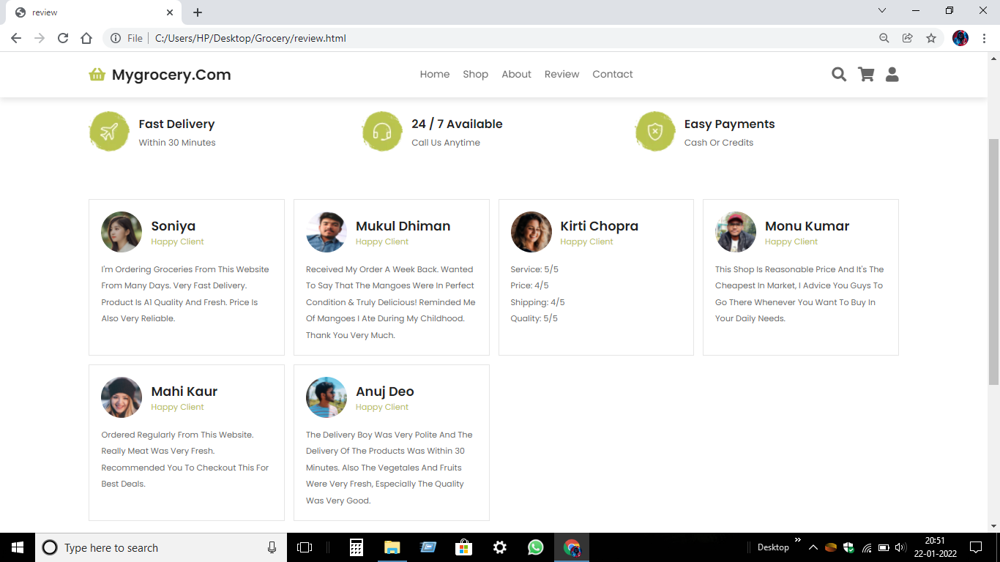 review
File
C:/Users/HP/Desktop/Grocery/review.html
Mygrocery.Com
Home Shop About Review Contact
Fast Delivery
Within 30 Minutes
24 / 7 Available
Call Us Anytime
Easy Payments
Cash Or Credits
Soniya
Happy Client
I'm Ordering Groceries From This Website
From Many Days. Very Fast Delivery.
Product Is A1 Quality And Fresh. Price Is
Also Very Reliable.
Mukul Dhiman
Happy Client
Received My Order A Week Back. Wanted
To Say That The Mangoes Were In Perfect
Condition & Truly Delicious! Reminded Me
Of Mangoes I Ate During My Childhood.
Thank You Very Much.
Kirti Chopra
Happy Client
Service: 5/5
Price: 4/5
Shipping: 4/5
Quality: 5/5
Monu Kumar
Happy Client
This Shop Is Reasonable Price And It's The
Cheapest In Market, I Advice You Guys To
Go There Whenever You Want To Buy In
Your Daily Needs.
Mahi Kaur
Happy Client
Ordered Regularly From This Website.
Really Meat Was Very Fresh.
Recommended You To Checkout This For
Best Deals.
Anuj Deo
Happy Client
The Delivery Boy Was Very Polite And The
Delivery Of The Products Was Within 30
Minutes. Also The Vegetales And Fruits
Were Very Fresh, Especially The Quality
Was Very Good.
Type here to search
Desktop
20:51
22-01-2022